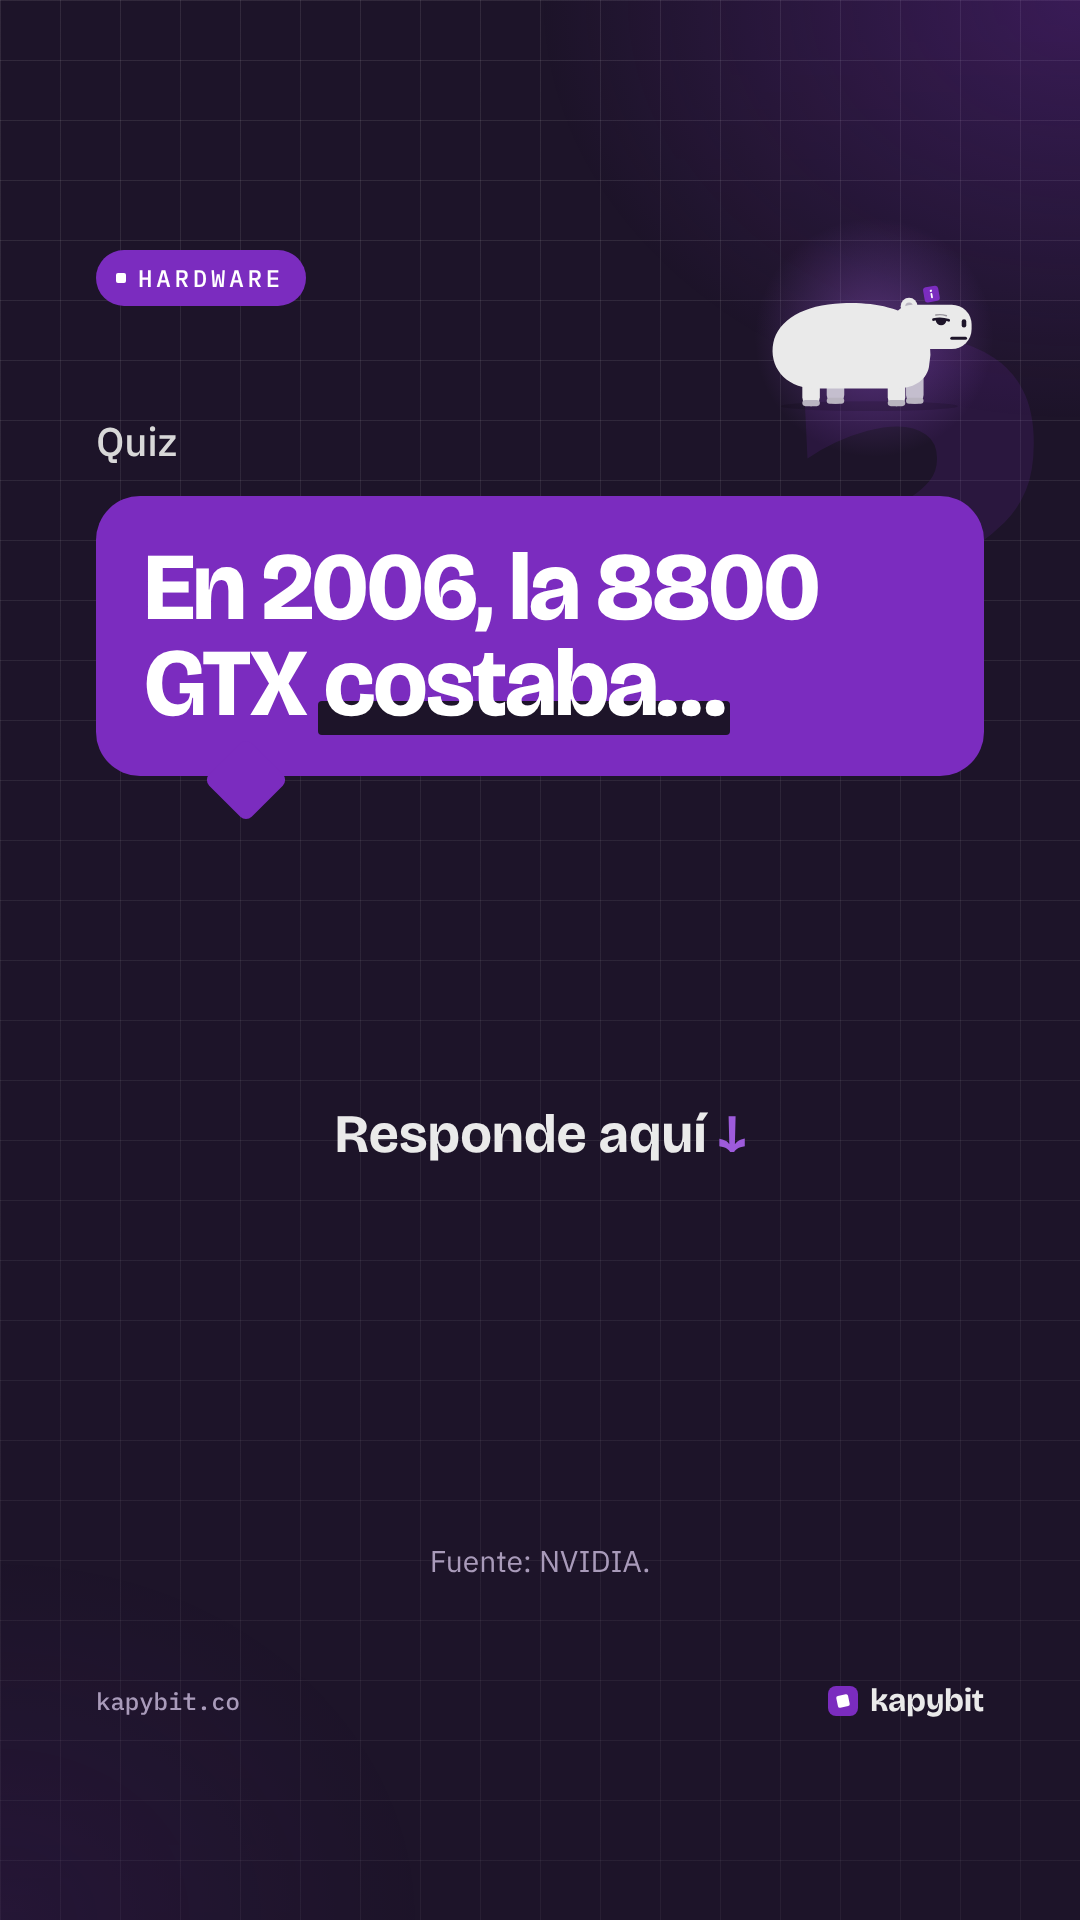 HARDWARE
Quiz
En 2006, la 8800
GTX costaba...
Responde aquí ↓
Fuente: NVIDIA.
kapybit.co
kapybit